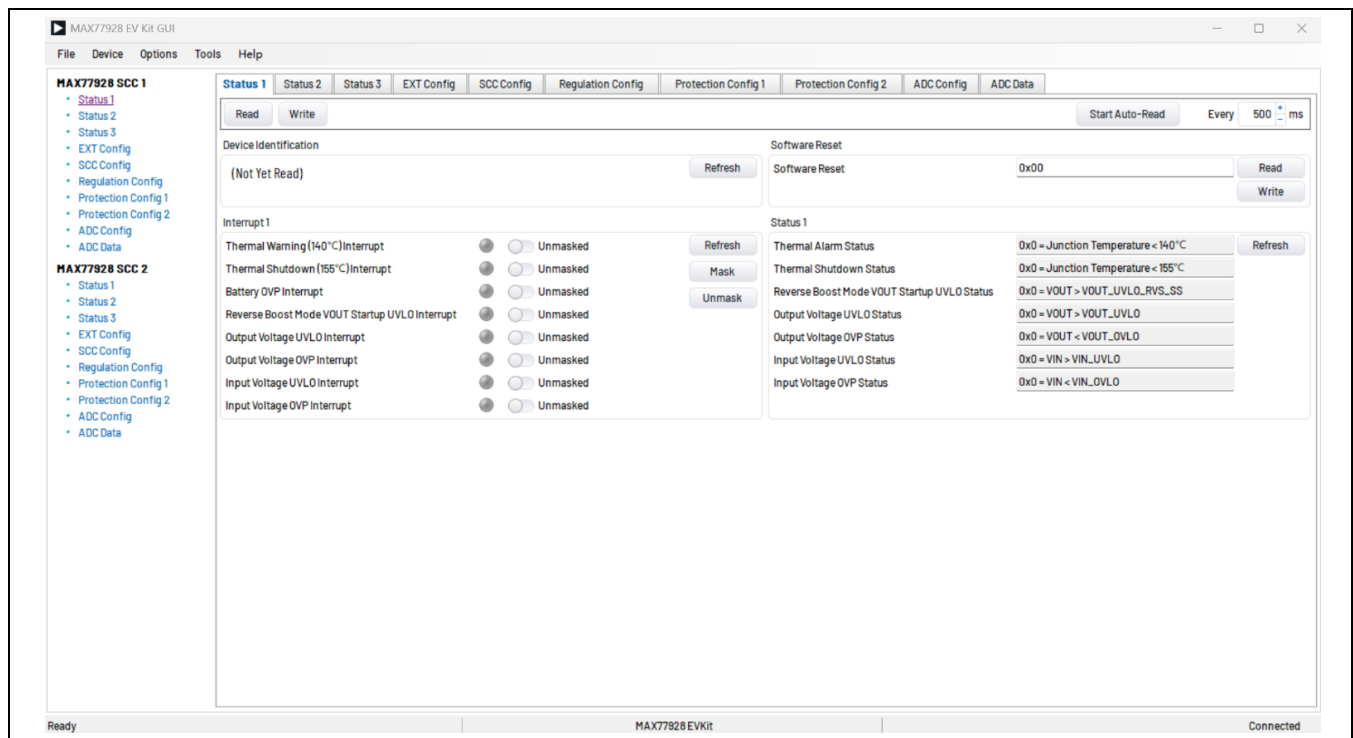 MAX77928 EV Kit GUI
File Device Options Tools Help
MAX77928 SCC 1
Status 1
Status 2
Status 3
EXT Config
SCC Config
Regulation Config
Protection Config 1
Protection Config 2
ADC Config
ADC Data
MAX77928 SCC 2
Status 1
Status 2
Status 3
EXT Config
SCC Config
Regulation Config
Protection Config 1
Protection Config 2
ADC Config
ADC Data
Status 1 Status 2 Status 3 EXT Config SCC Config Regulation Config Protection Config 1 Protection Config 2 ADC Config ADC Data
Read Write Start Auto-Read Every 500 ms
Device Identification
(Not Yet Read) Refresh
Software Reset
Software Reset 0x00 Read
Write
Interrupt 1
Thermal Warning (140°C) Interrupt Unmasked Refresh
Thermal Shutdown (155°C) Interrupt Unmasked Mask
Battery OVP Interrupt Unmasked Unmask
Reverse Boost Mode VOUT Startup UVLO Interrupt Unmasked
Output Voltage UVLO Interrupt Unmasked
Output Voltage OVP Interrupt Unmasked
Input Voltage UVLO Interrupt Unmasked
Input Voltage OVP Interrupt Unmasked
Status 1
Thermal Alarm Status 0x0 = Junction Temperature < 140°C Refresh
Thermal Shutdown Status 0x0 = Junction Temperature < 155°C
Reverse Boost Mode VOUT Startup UVLO Status 0x0 = VOUT > VOUT_UVLO_RVS_SS
Output Voltage UVLO Status 0x0 = VOUT > VOUT_UVLO
Output Voltage OVP Status 0x0 = VOUT < VOUT_OVLO
Input Voltage UVLO Status 0x0 = VIN > VIN_UVLO
Input Voltage OVP Status 0x0 = VIN < VIN_OVLO
Ready MAX77928 EVKit Connected